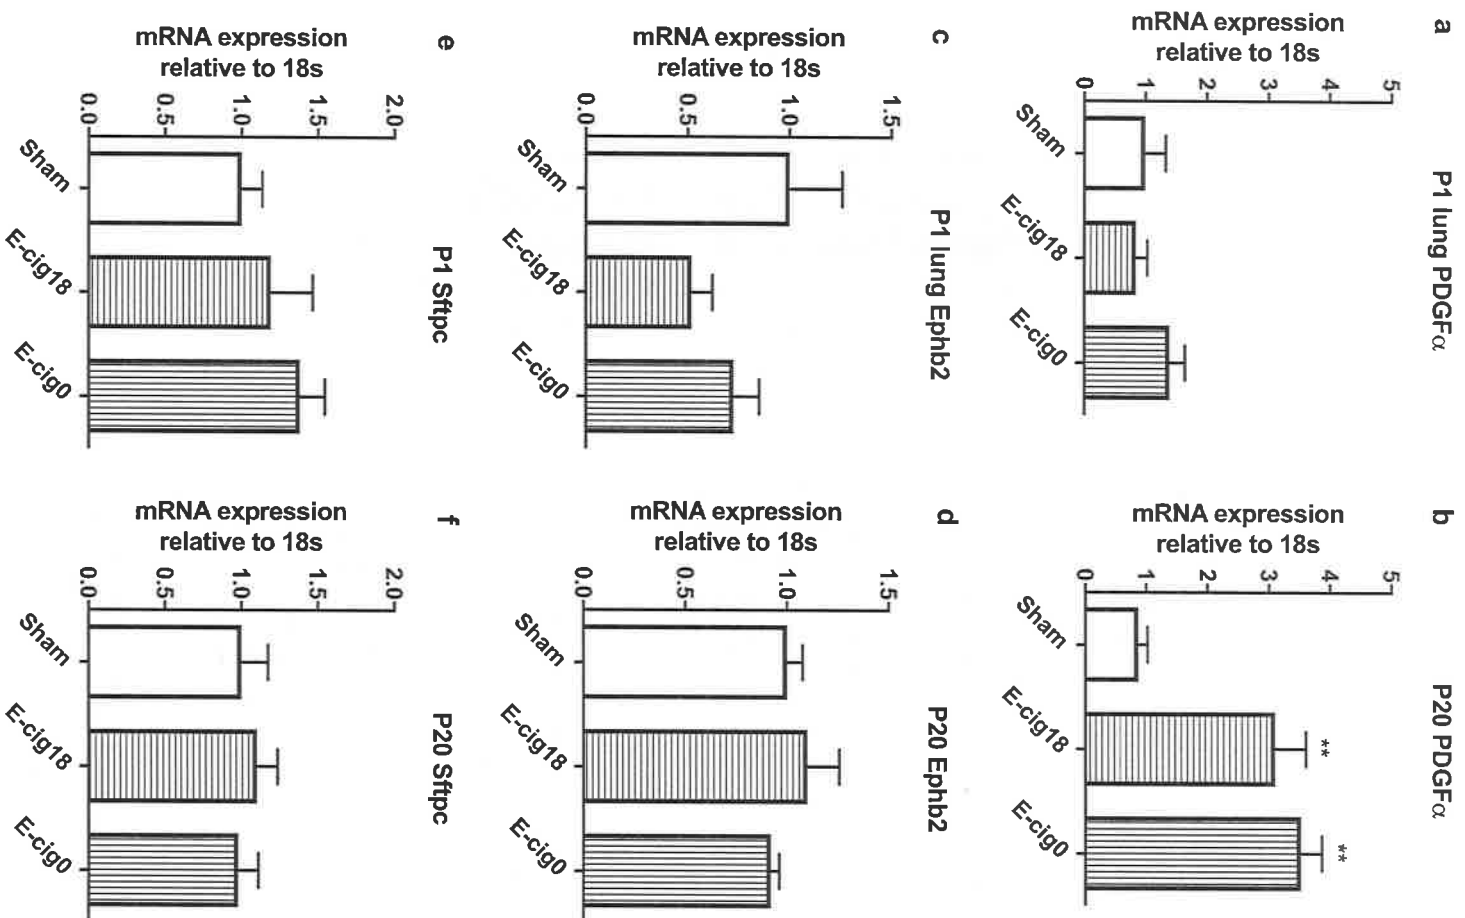 a
P1 lung PDGFα
mRNA expression
relative to 18s
5
4
3
2
1
0
Sham
E-cig18
E-cig0
b
P20 PDGFα
mRNA expression
relative to 18s
5
4
3
2
1
0
**
**
Sham
E-cig18
E-cig0
c
P1 lung Ephb2
mRNA expression
relative to 18s
1.5
1.0
0.5
0.0
Sham
E-cig18
E-cig0
d
P20 Ephb2
mRNA expression
relative to 18s
1.5
1.0
0.5
0.0
Sham
E-cig18
E-cig0
e
P1 Sftpc
mRNA expression
relative to 18s
2.0
1.5
1.0
0.5
0.0
Sham
E-cig18
E-cig0
f
P20 Sftpc
mRNA expression
relative to 18s
2.0
1.5
1.0
0.5
0.0
Sham
E-cig18
E-cig0